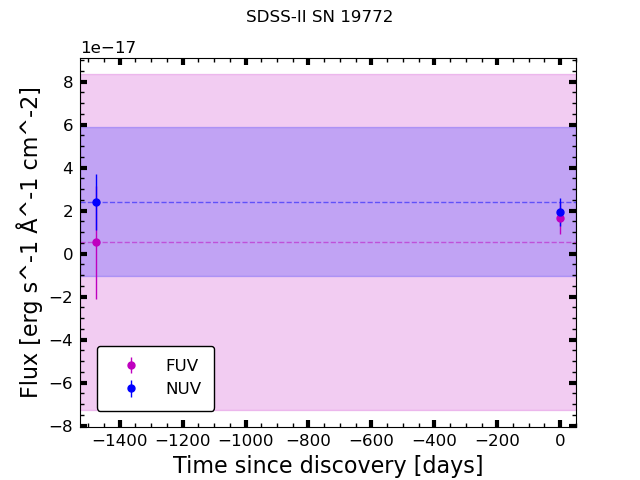 SDSS-II SN 19772
1e−17
8
6
4
2
0
−2
−4
−6
−8
Flux [erg s^-1 Å^-1 cm^-2]
FUV
NUV
−1400 −1200 −1000 −800 −600 −400 −200 0
Time since discovery [days]